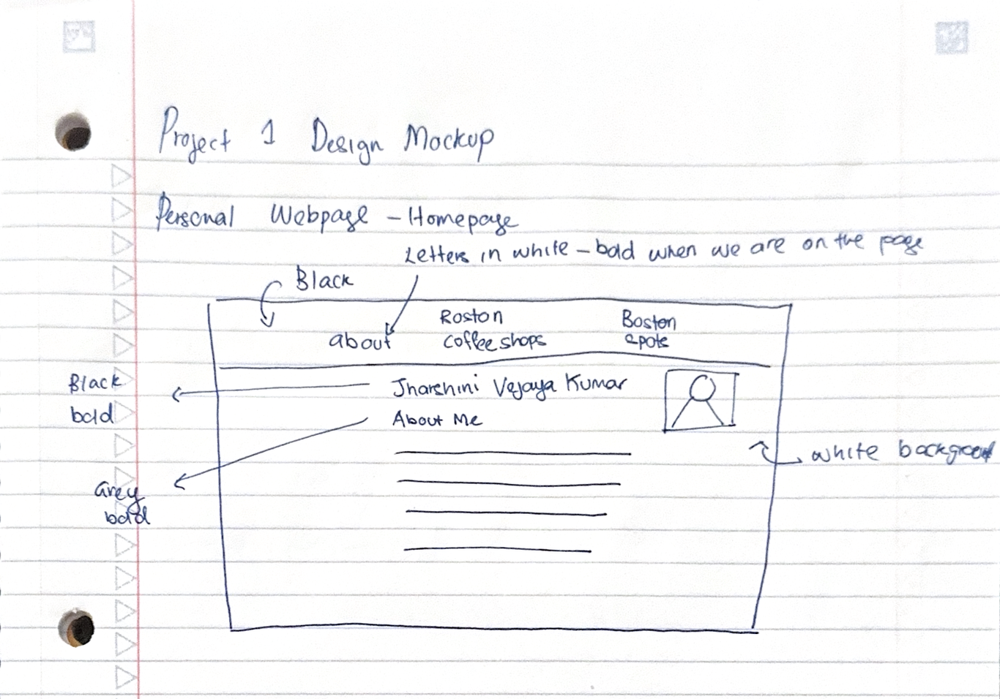 Project 1 Design Mockup
Personal Webpage - Homepage
Letters in white - bold when we are on the page
Black
About
Boston
Coffee shops
Boston
spots
Black
bold
Jharshini Vejaya Kumar
About Me
Grey
bold
white